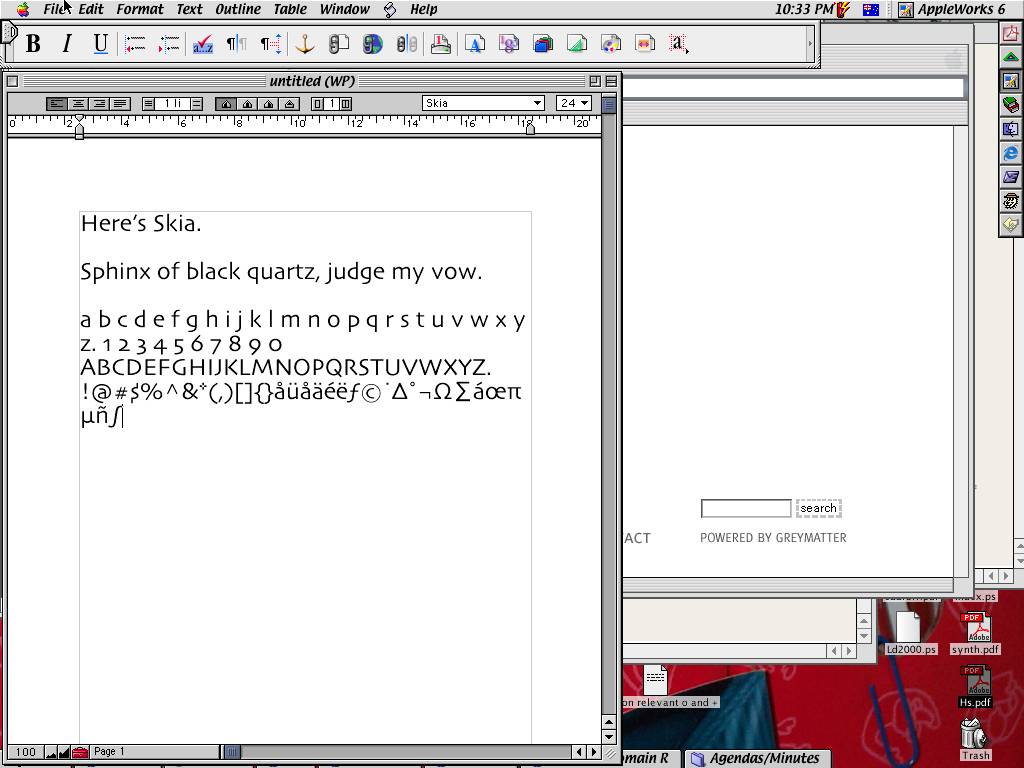 File Edit Format Text Outline Table Window Help 10:33 PM AppleWorks 6
B I U
untitled (WP)
1 li 1 Skia 24
0 2 4 6 8 10 12 14 16 18 20
Here's Skia.
Sphinx of black quartz, judge my vow.
a b c d e f g h i j k l m n o p q r s t u v w x y
z. 1 2 3 4 5 6 7 8 9 0
ABCDEFGHIJKLMNOPQRSTUVWXYZ.
!@#$%^&*(,)[]{}åüåäéëƒ©˙∆˚¬Ω∑áœπ
µñ∫
search
ACT POWERED BY GREYMATTER
Ld2000.ps synth.pdf
on relevant o and +
Hs.pdf
Trash
100 Page 1
omain R Agendas/Minutes